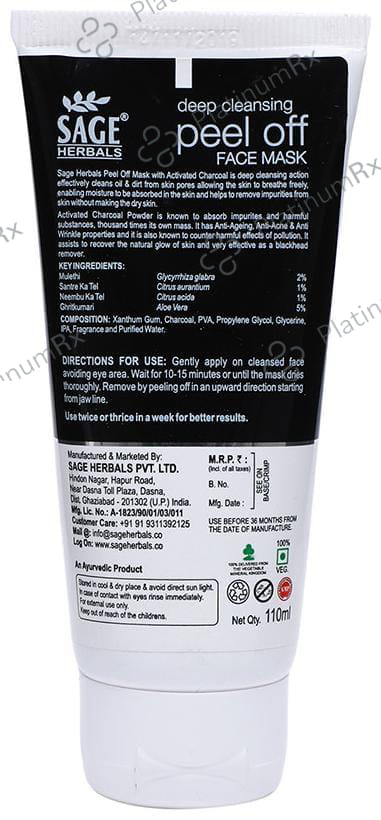 SAGE®
HERBALS
deep cleansing
peel off
FACE MASK
Sage Herbals Peel Off Mask with Activated Charcoal is deep cleansing action
effectively cleans oil & dirt from skin pores allowing the skin to breathe freely,
enabling moisture to be absorbed in the skin and helps to remove impurities from
skin without making the dry skin.
Activated Charcoal Powder is known to absorb impurites and harmful
substances, thousand times its own mass. It has Anti-Ageing, Anti-Acne & Anti
Wrinkle properties and it is also known to counter harmful effects of pollution. It
assists to recover the natural glow of skin and very effective as a blackhead
remover.
KEY INGREDIENTS:
Mulethi Glycyrrhiza glabra 2%
Santre Ka Tel Citrus aurantium 1%
Neembu Ka Tel Citrus acida 1%
Ghritkumari Aloe Vera 5%
COMPOSITION: Xanthum Gum, Charcoal, PVA, Propylene Glycol, Glycerine,
IPA, Fragrance and Purified Water.
DIRECTIONS FOR USE: Gently apply on cleansed face
avoiding eye area. Wait for 10-15 minutes or until the mask dries
thoroughly. Remove by peeling off in an upward direction starting
from jaw line.
Use twice or thrice in a week for better results.
Manufactured & Marketed By:
SAGE HERBALS PVT. LTD.
Hindon Nagar, Hapur Road,
Near Dasna Toll Plaza, Dasna,
Dist. Ghaziabad - 201302 (U.P.) India.
Mfg. Lic. No.: A-1823/90/01/03/011
Customer Care: +91 91 9311392125
Mail @: info@sageherbals.co
Log On: www.sageherbals.co
M.R.P. ₹ :
(Incl. of all taxes)
B. No.
Mfg. Date :
SEE ON
BASE/CRIMP
USE BEFORE 36 MONTHS FROM THE
DATE OF MANUFACTURE.
An Ayurvedic Product
Stored in cool & dry place & avoid direct sun light.
In case of contact with eyes rinse immediately.
For external use only.
Keep out of reach of the childrens.
100% DELIVERED FROM
THE VEGETABLE
MINERAL KINGDOM
100%
VEG.
GMP
Net Qty. 110ml
PlatinumRx
PlatinumRx
PlatinumRx
PlatinumRx